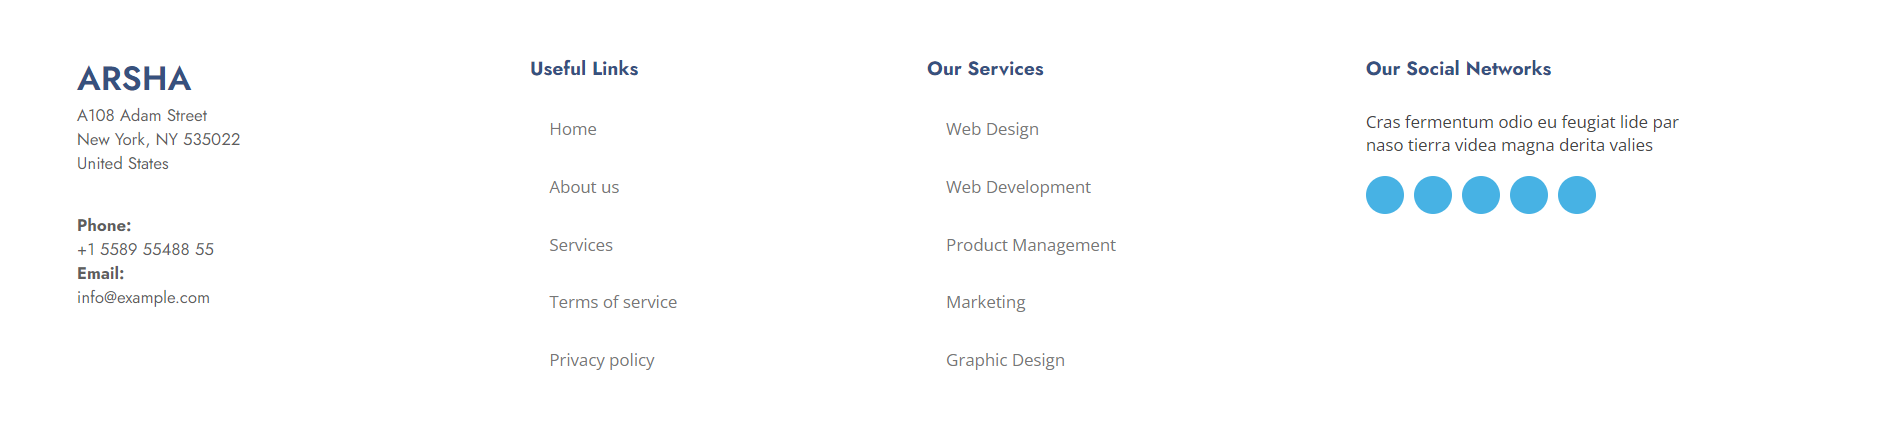 ARSHA
A108 Adam Street
New York, NY 535022
United States
Phone:
+1 5589 55488 55
Email:
info@example.com
Useful Links
Home
About us
Services
Terms of service
Privacy policy
Our Services
Web Design
Web Development
Product Management
Marketing
Graphic Design
Our Social Networks
Cras fermentum odio eu feugiat lide par
naso tierra videa magna derita valies